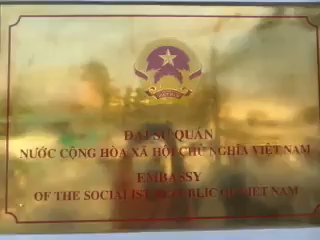 ĐẠI SỨ QUÁN
NƯỚC CỘNG HÒA XÃ HỘI CHỦ NGHĨA VIỆT NAM
EMBASSY
OF THE SOCIALIST REPUBLIC OF VIET NAM